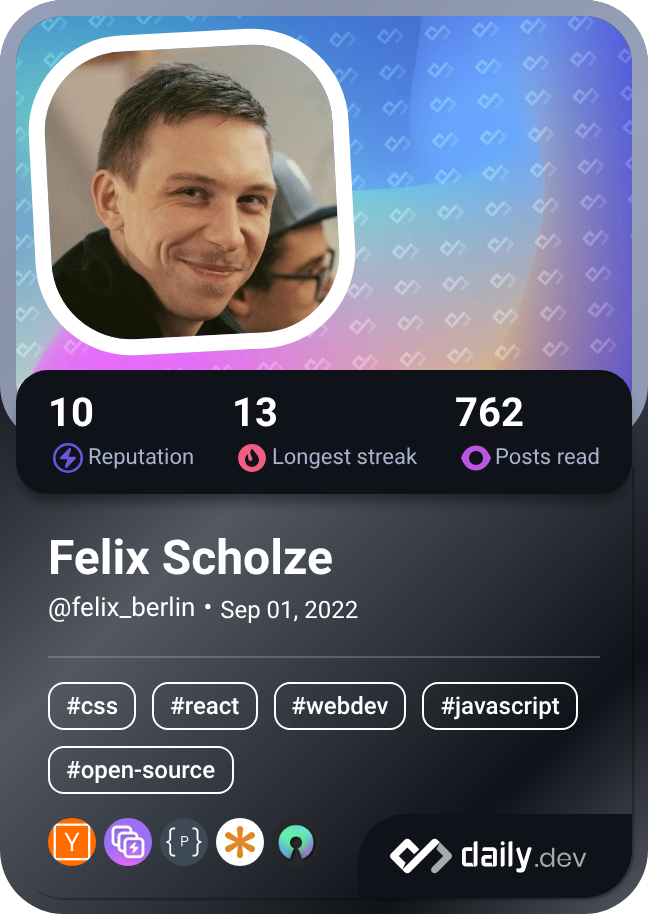 10 13 762
Reputation Longest streak Posts read
Felix Scholze
@felix_berlin • Sep 01, 2022
#css #react #webdev #javascript
#open-source
Y {P} daily.dev